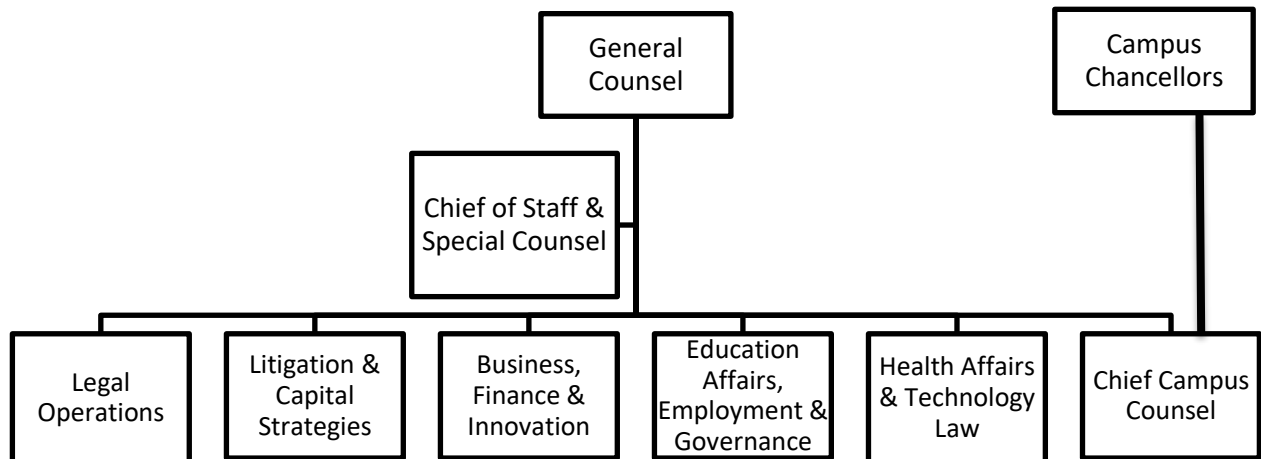 General
Counsel
Campus
Chancellors
Chief of Staff &
Special Counsel
Legal
Operations
Litigation &
Capital
Strategies
Business,
Finance &
Innovation
Education
Affairs,
Employment &
Governance
Health Affairs
& Technology
Law
Chief Campus
Counsel